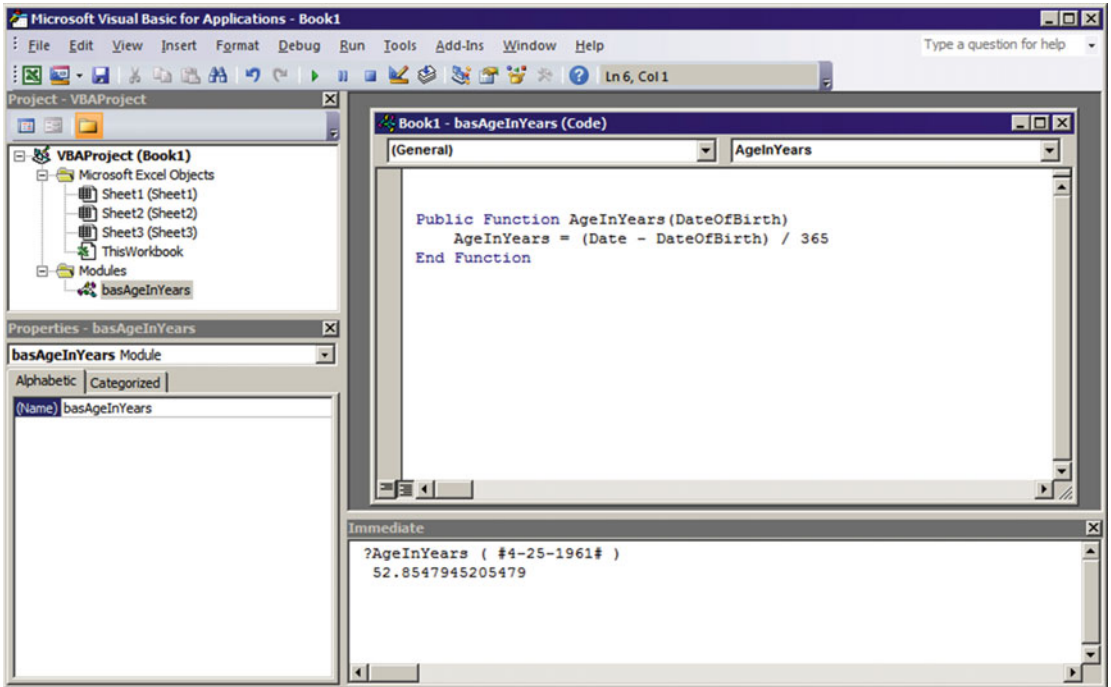 Microsoft Visual Basic for Applications - Book1
File Edit View Insert Format Debug Run Tools Add-Ins Window Help
Type a question for help
Ln 6, Col 1
Project - VBAProject
VBAProject (Book1)
Microsoft Excel Objects
Sheet1 (Sheet1)
Sheet2 (Sheet2)
Sheet3 (Sheet3)
ThisWorkbook
Modules
basAgeInYears
Properties - basAgeInYears
basAgeInYears Module
Alphabetic Categorized
(Name) basAgeInYears
Book1 - basAgeInYears (Code)
(General) AgeInYears
Public Function AgeInYears(DateOfBirth)
AgeInYears = (Date - DateOfBirth) / 365
End Function
Immediate
?AgeInYears ( #4-25-1961# )
52.8547945205479